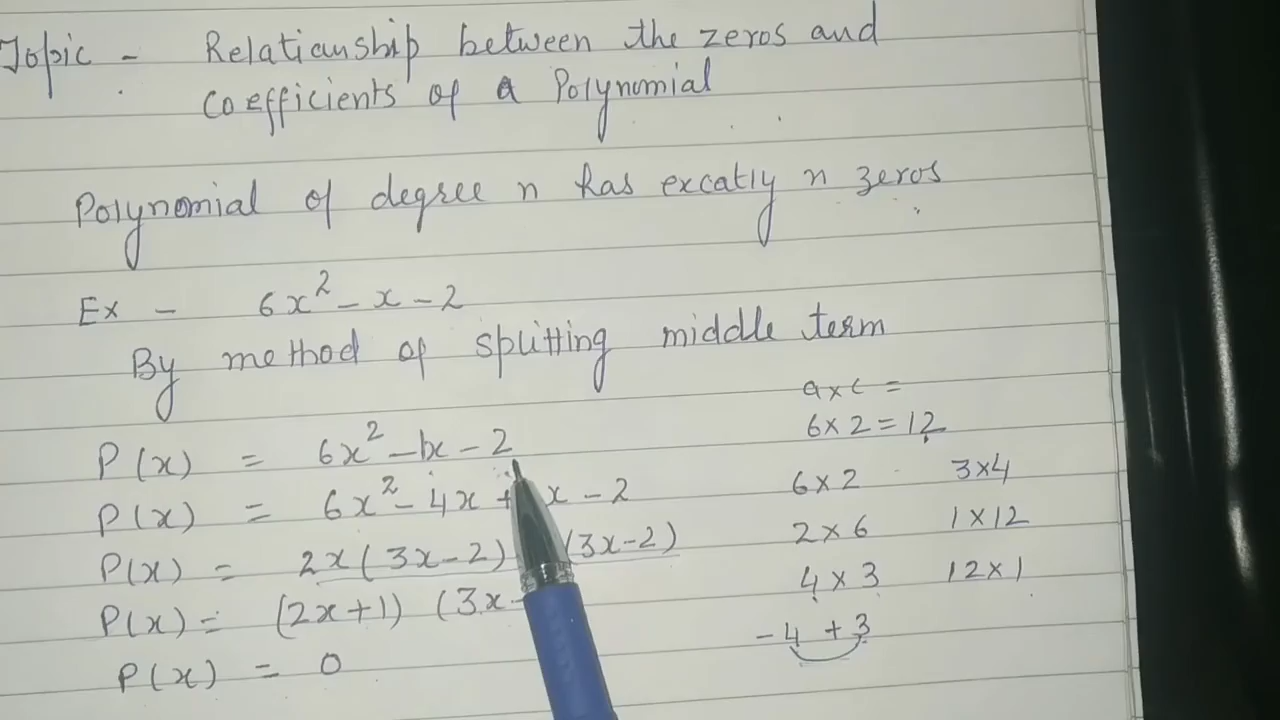 Topic - Relationship between the zeros and
coefficients of a Polynomial
Polynomial of degree n has excatly n zeros
Ex - 6x² - x - 2
By method of splitting middle term
a x c =
6 x 2 = 12
P(x) = 6x² - 1x - 2
6 x 2 3 x 4
P(x) = 6x² - 4x + x - 2
2 x 6 1 x 12
P(x) = 2x(3x-2) (3x-2)
4 x 3 12 x 1
P(x) = (2x+1) (3x
-4 +3
P(x) = 0